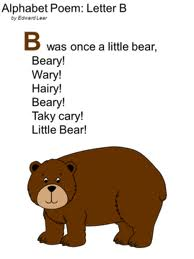 Alphabet Poem: Letter B
by Edward Lear
B was once a little bear,
Beary!
Wary!
Hairy!
Beary!
Taky cary!
Little Bear!